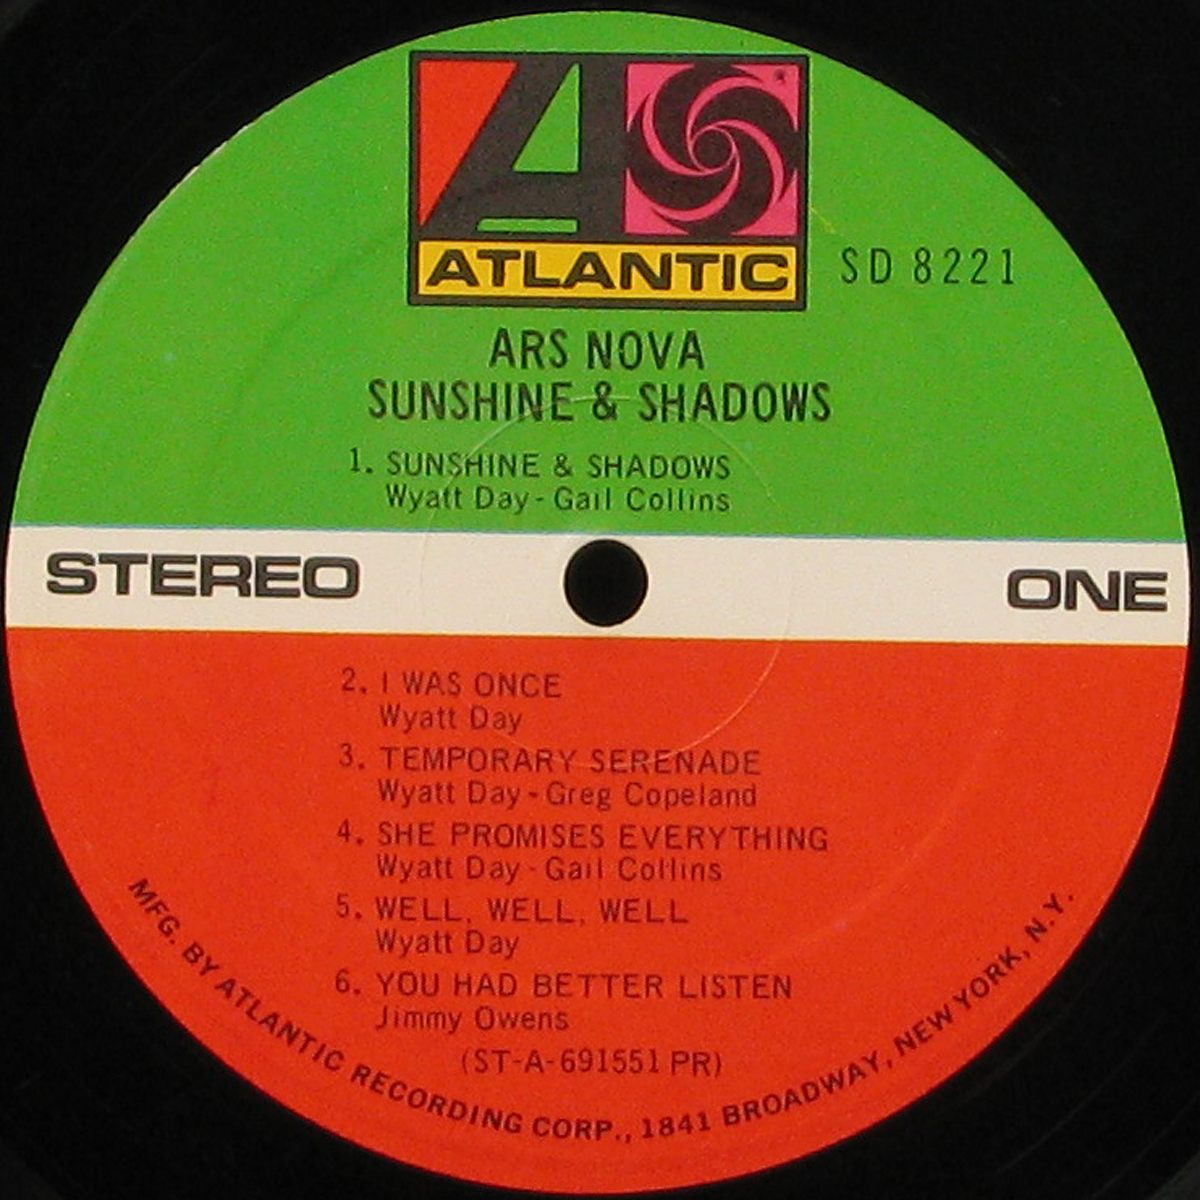 ATLANTIC
SD 8221
ARS NOVA
SUNSHINE & SHADOWS
1. SUNSHINE & SHADOWS
Wyatt Day - Gail Collins
STEREO
ONE
2. I WAS ONCE
Wyatt Day
3. TEMPORARY SERENADE
Wyatt Day - Greg Copeland
4. SHE PROMISES EVERYTHING
Wyatt Day - Gail Collins
5. WELL, WELL, WELL
Wyatt Day
6. YOU HAD BETTER LISTEN
Jimmy Owens
(ST-A-691551 PR)
MFG. BY ATLANTIC RECORDING CORP., 1841 BROADWAY, NEW YORK, N.Y.